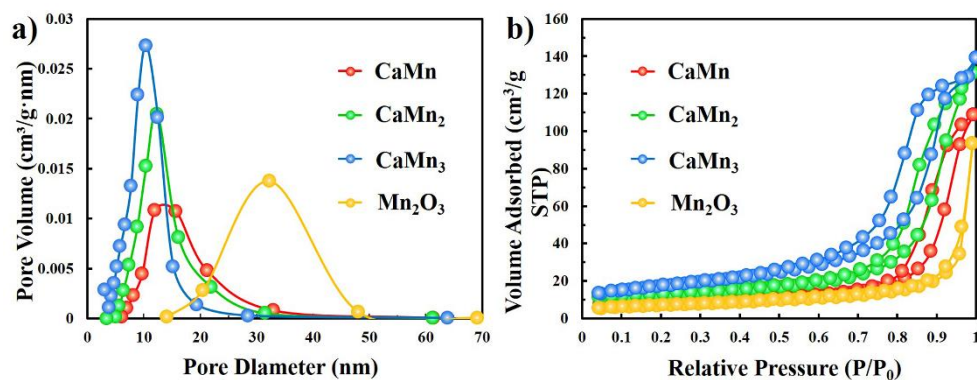 a)
Pore Volume (cm³/g·nm)
0.03
0.025
0.02
0.015
0.01
0.005
0
CaMn
CaMn₂
CaMn₃
Mn₂O₃
0 10 20 30 40 50 60 70
Pore Dlameter (nm)
b)
Volume Adsorbed (cm³/g
STP)
160
140
120
100
80
60
40
20
0
CaMn
CaMn₂
CaMn₃
Mn₂O₃
0 0.1 0.2 0.3 0.4 0.5 0.6 0.7 0.8 0.9 1
Relative Pressure (P/P₀)